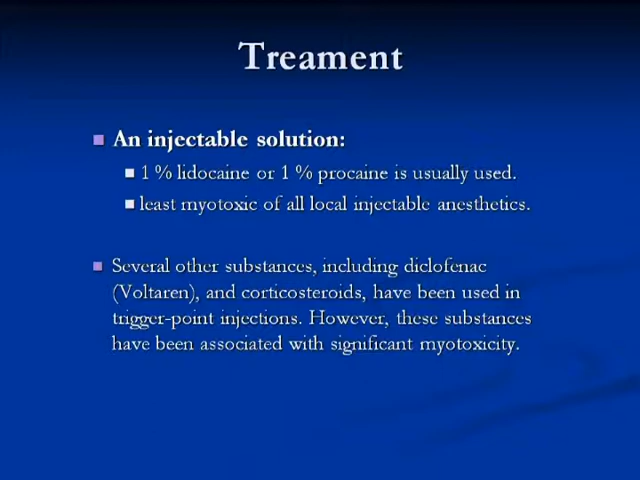 Treament
An injectable solution:
1 % lidocaine or 1 % procaine is usually used.
least myotoxic of all local injectable anesthetics.
Several other substances, including diclofenac
(Voltaren), and corticosteroids, have been used in
trigger-point injections. However, these substances
have been associated with significant myotoxicity.